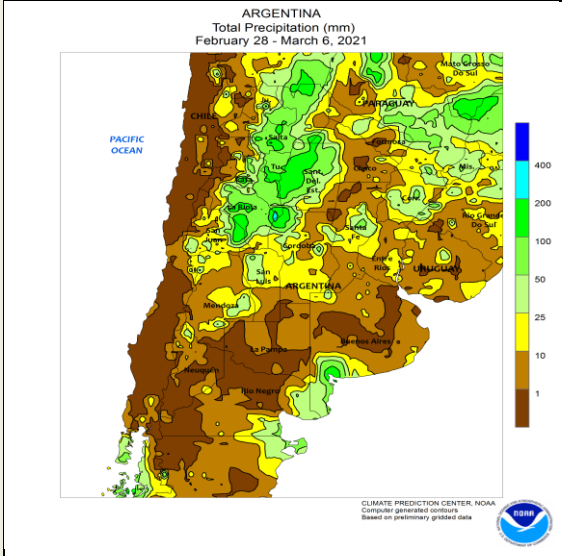 ARGENTINA
Total Precipitation (mm)
February 28 - March 6, 2021
Mato Grosso
Do Sul
PARAGUAY
CHILE
PACIFIC
OCEAN
Salta
Formosa
Tuc.
Chaco
Mis.
Sant.
Del.
Est.
Cata.
La Rioja
Corr.
Rio Grande
Do Sul
San
Juan
Santa
Fe
Cordoba
Entre
Rios
URUGUAY
San
Luis
ARGENTINA
Mendoza
Buenos Aires
La Pampa
Neuquen
Rio Negro
400
200
100
50
25
10
1
CLIMATE PREDICTION CENTER, NOAA
Computer generated contours
Based on preliminary gridded data
NOAA